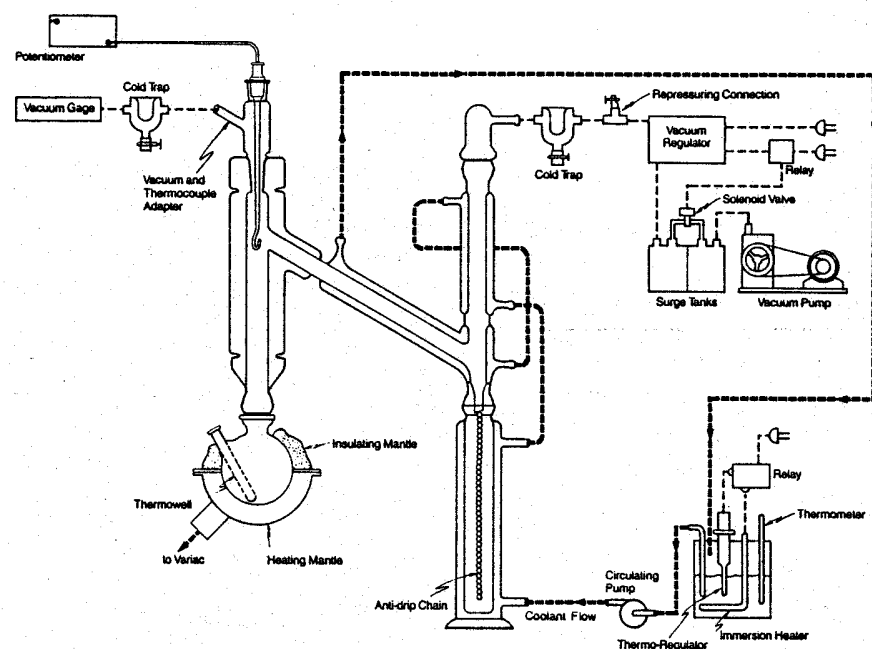 Potentiometer
Cold Trap
Vacuum Gage
Vacuum and
Thermocouple
Adapter
Repressuring Connection
Vacuum
Regulator
Cold Trap
Relay
Solenoid Valve
Surge Tanks
Vacuum Pump
Insulating Mantle
Thermowell
to Variac
Heating Mantle
Relay
Thermometer
Anti-drip Chain
Circulating
Pump
Coolant Flow
Immersion Heater
Thermo-Regulator